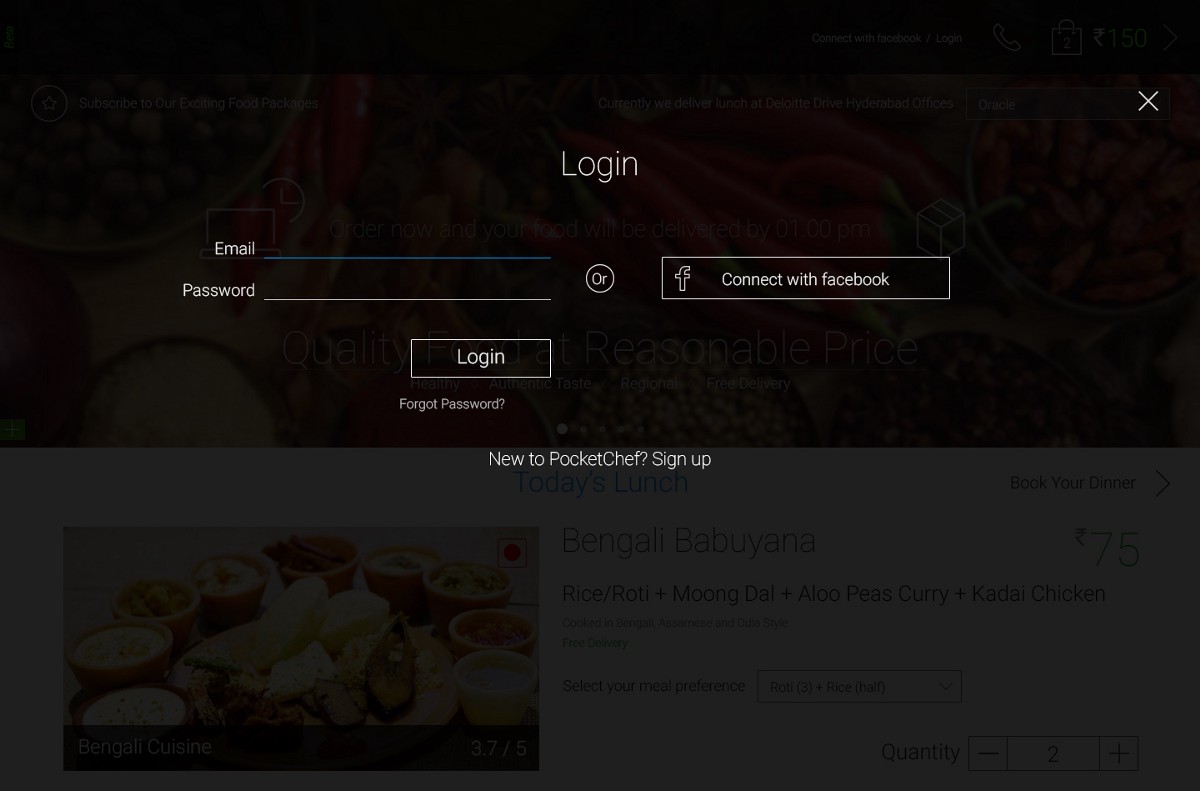 Beta
Connect with facebook / Login
2
₹150
Subscribe to Our Exciting Food Packages
Currently we deliver lunch at Deloitte Drive Hyderabad Offices
Oracle
Login
Order now and your food will be delivered by 01.00 pm
Email
Password
Or
Connect with facebook
Quality Food at Reasonable Price
Login
Healthy Authentic Taste Regional Free Delivery
Forgot Password?
New to PocketChef? Sign up
Today's Lunch
Book Your Dinner
Bengali Babuyana
₹75
Rice/Roti + Moong Dal + Aloo Peas Curry + Kadai Chicken
Cooked in Bengali, Assamese and Odia Style
Free Delivery
Select your meal preference
Roti (3) + Rice (half)
Bengali Cuisine
3.7 / 5
Quantity
2